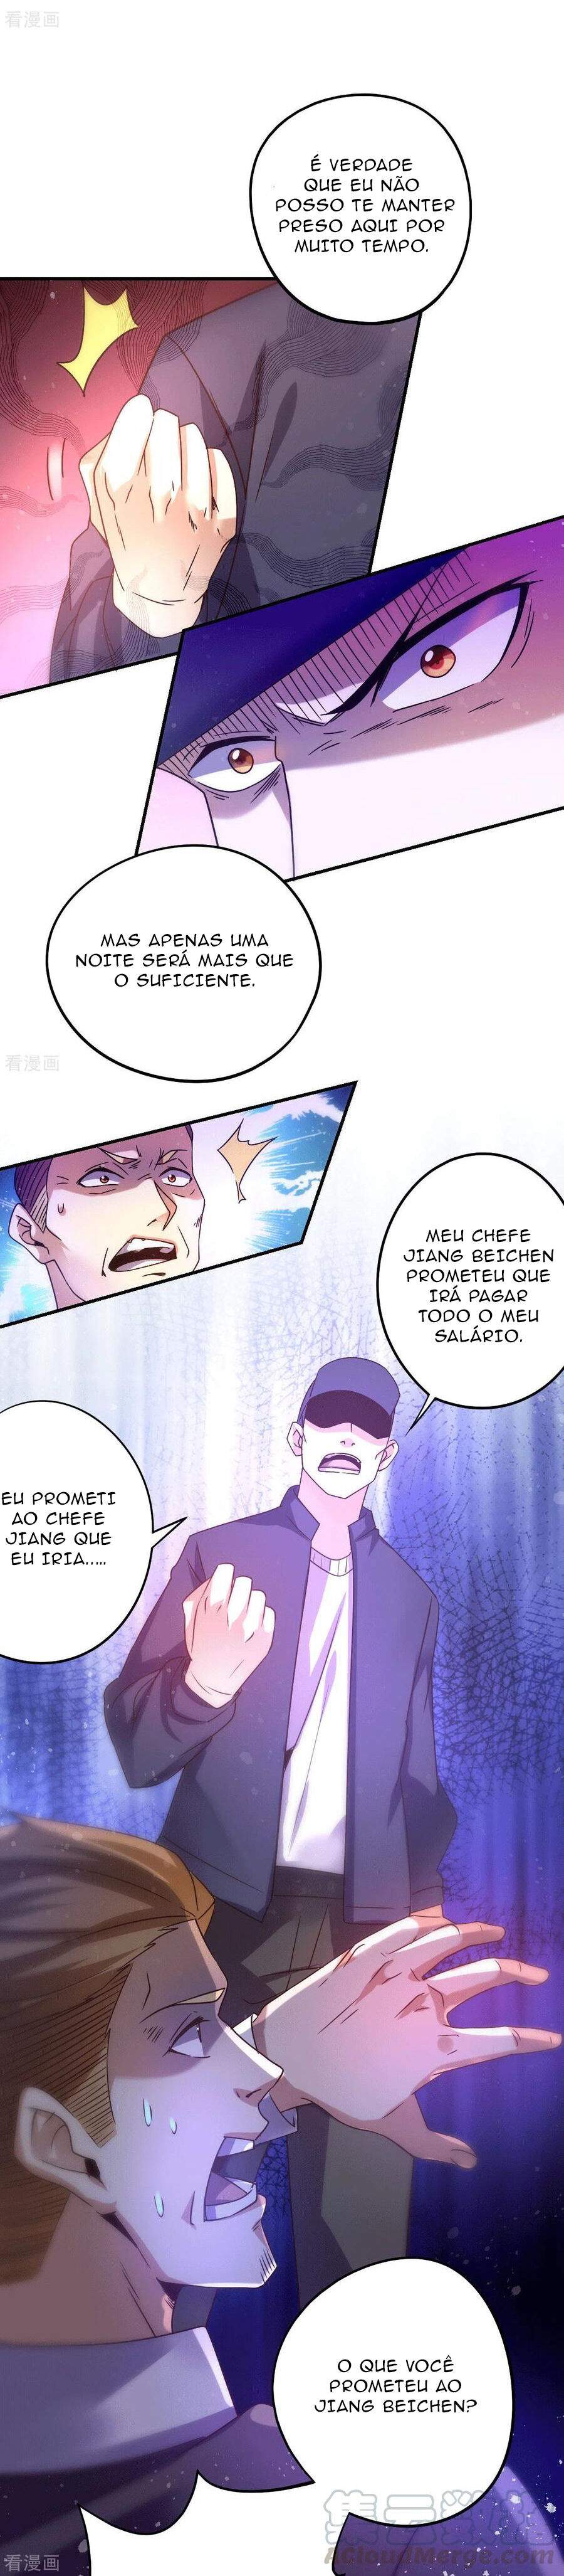 看漫画
É VERDADE
QUE EU NÃO
POSSO TE MANTER
PRESO AQUI POR
MUITO TEMPO.
MAS APENAS UMA
NOITE SERÁ MAIS QUE
O SUFICIENTE.
看漫画
MEU CHEFE
JIANG BEICHEN
PROMETEU QUE
IRÁ PAGAR
TODO O MEU
SALÁRIO.
EU PROMETI
AO CHEFE
JIANG QUE
EU IRIA.....
O QUE VOCÊ
PROMETEU AO
JIANG BEICHEN?
ACloudMerge.com
看漫画